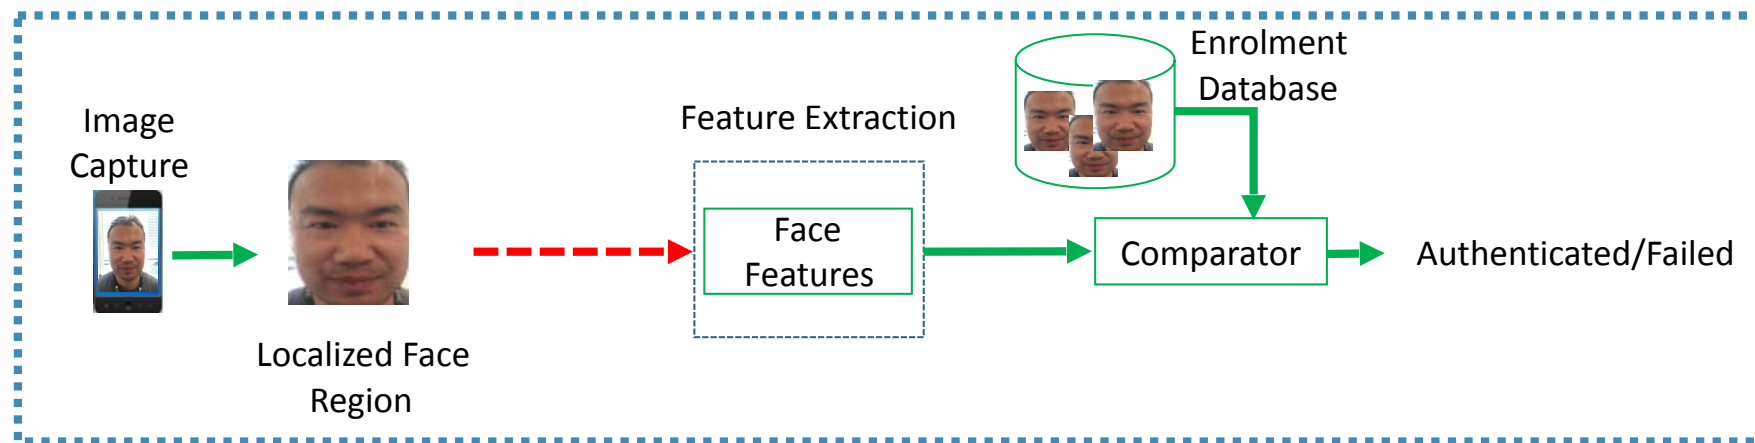 Image
Capture
Localized Face
Region
Feature Extraction
Face
Features
Enrolment
Database
Comparator
Authenticated/Failed